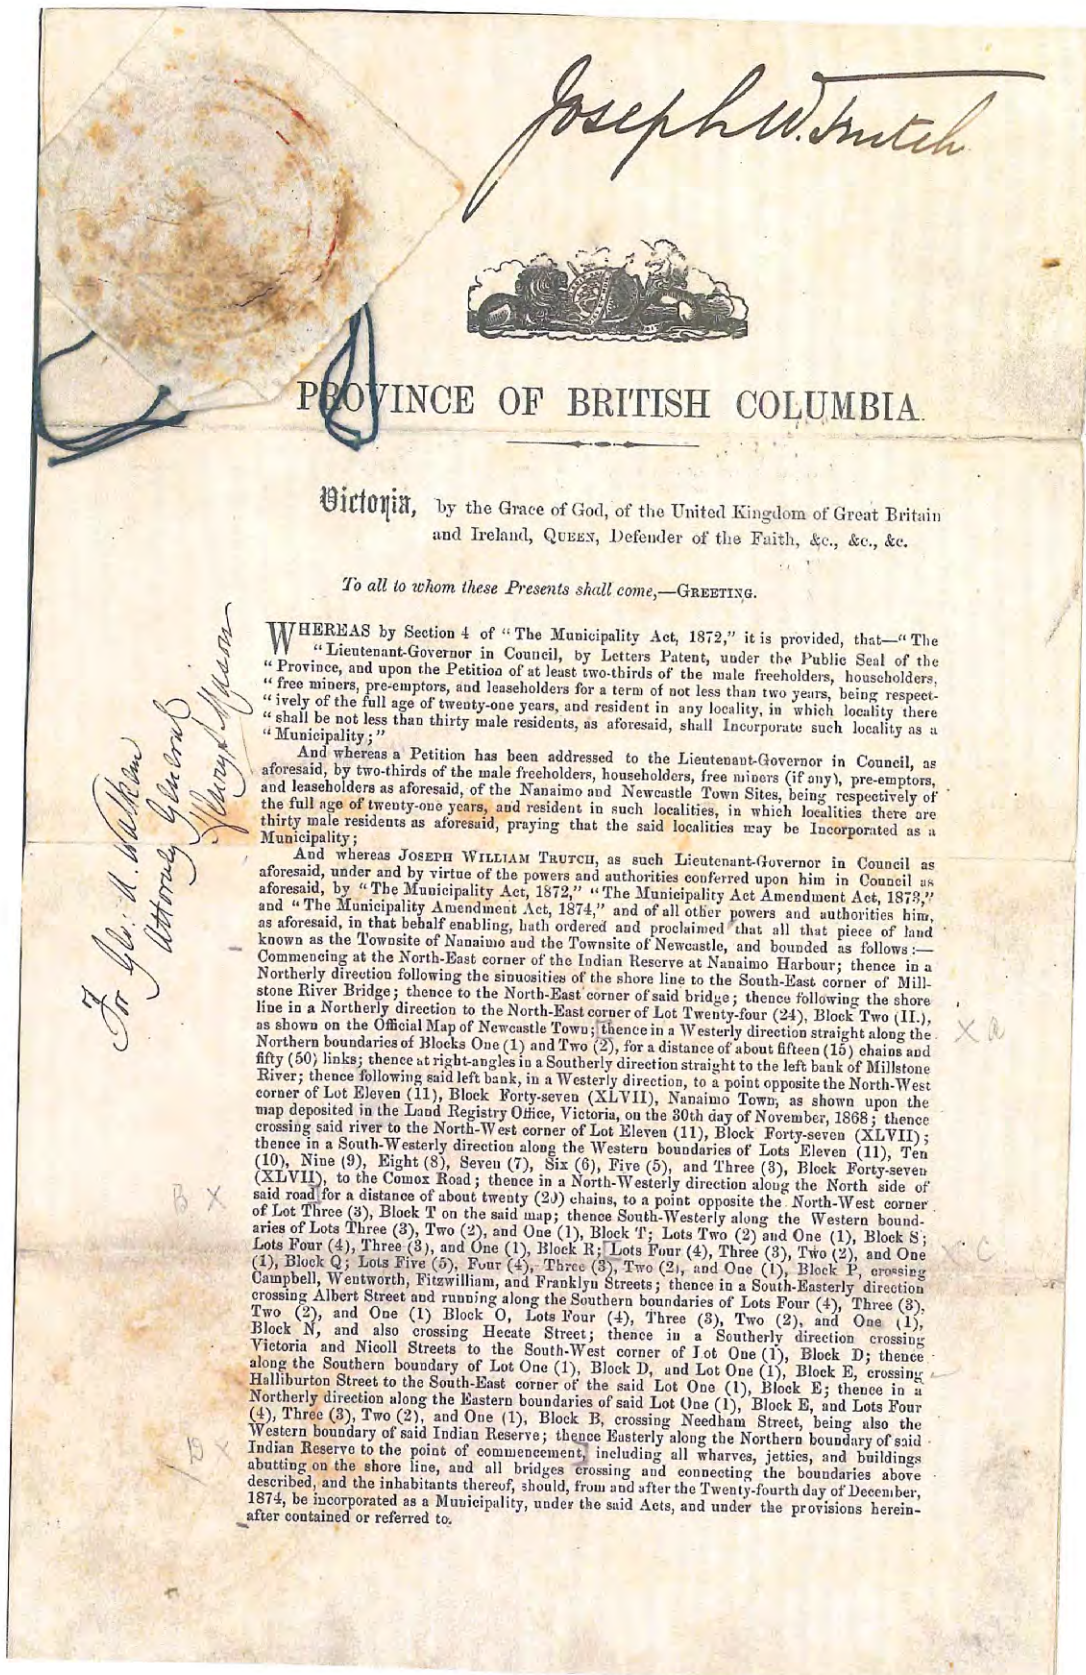 Joseph W. Trutch
PROVINCE OF BRITISH COLUMBIA.
Victoria, by the Grace of God, of the United Kingdom of Great Britain
and Ireland, QUEEN, Defender of the Faith, &c., &c., &c.
To all to whom these Presents shall come,—GREETING.
For Geo: A. Walkem
Attorney General
Henry S. Mason
WHEREAS by Section 4 of "The Municipality Act, 1872," it is provided, that—"The
"Lieutenant-Governor in Council, by Letters Patent, under the Public Seal of the
"Province, and upon the Petition of at least two-thirds of the male freeholders, householders,
"free miners, pre-emptors, and leaseholders for a term of not less than two years, being respect-
"ively of the full age of twenty-one years, and resident in any locality, in which locality there
"shall be not less than thirty male residents, as aforesaid, shall Incorporate such locality as a
"Municipality;"
And whereas a Petition has been addressed to the Lieutenant-Governor in Council, as
aforesaid, by two-thirds of the male freeholders, householders, free miners (if any), pre-emptors,
and leaseholders as aforesaid, of the Nanaimo and Newcastle Town Sites, being respectively of
the full age of twenty-one years, and resident in such localities, in which localities there are
thirty male residents as aforesaid, praying that the said localities may be Incorporated as a
Municipality;
And whereas JOSEPH WILLIAM TRUTCH, as such Lieutenant-Governor in Council as
aforesaid, under and by virtue of the powers and authorities conferred upon him in Council as
aforesaid, by "The Municipality Act, 1872," "The Municipality Act Amendment Act, 1873,"
and "The Municipality Amendment Act, 1874," and of all other powers and authorities him,
as aforesaid, in that behalf enabling, hath ordered and proclaimed that all that piece of land
known as the Townsite of Nanaimo and the Townsite of Newcastle, and bounded as follows:—
Commencing at the North-East corner of the Indian Reserve at Nanaimo Harbour; thence in a
Northerly direction following the sinuosities of the shore line to the South-East corner of Mill-
stone River Bridge; thence to the North-East corner of said bridge; thence following the shore
line in a Northerly direction to the North-East corner of Lot Twenty-four (24), Block Two (II.),
as shown on the Official Map of Newcastle Town; [thence in a Westerly direction straight along the
X a
Northern boundaries of Blocks One (1) and Two (2), for a distance of about fifteen (15) chains and
fifty (50) links; thence at right-angles in a Southerly direction straight to the left bank of Millstone
River; thence following said left bank, in a Westerly direction, to a point opposite the North-West
corner of Lot Eleven (11), Block Forty-seven (XLVII), Nanaimo Town, as shown upon the
map deposited in the Land Registry Office, Victoria, on the 30th day of November, 1868; thence
crossing said river to the North-West corner of Lot Eleven (11), Block Forty-seven (XLVII);
thence in a South-Westerly direction along the Western boundaries of Lots Eleven (11), Ten
(10), Nine (9), Eight (8), Seven (7), Six (6), Five (5), and Three (3), Block Forty-seven
(XLVII), to the Comox Road; thence in a North-Westerly direction along the North side of
B X
said road] for a distance of about twenty (20) chains, to a point opposite the North-West corner
of Lot Three (3), Block T on the said map; thence South-Westerly along the Western bound-
aries of Lots Three (3), Two (2), and One (1), Block T; Lots Two (2) and One (1), Block S;
Lots Four (4), Three (3), and One (1), Block R; [Lots Four (4), Three (3), Two (2), and One
X C
(1), Block Q; Lots Five (5), Four (4), Three (3), Two (2), and One (1), Block P, crossing
Campbell, Wentworth, Fitzwilliam, and Franklyn Streets; thence in a South-Easterly direction
crossing Albert Street and running along the Southern boundaries of Lots Four (4), Three (3),
Two (2), and One (1) Block O, Lots Four (4), Three (3), Two (2), and One (1),
Block N, and also crossing Hecate Street; thence in a Southerly direction crossing
Victoria and Nicoll Streets to the South-West corner of Lot One (1), Block D; thence
along the Southern boundary of Lot One (1), Block D, and Lot One (1), Block E, crossing
Halliburton Street to the South-East corner of the said Lot One (1), Block E; thence in a
Northerly direction along the Eastern boundaries of said Lot One (1), Block E, and Lots Four
(4), Three (3), Two (2), and One (1), Block B, crossing Needham Street, being also the
Western boundary of said Indian Reserve; thence Easterly along the Northern boundary of said
Indian Reserve to the point of commencement,] including all wharves, jetties, and buildings
abutting on the shore line, and all bridges crossing and connecting the boundaries above
described, and the inhabitants thereof, should, from and after the Twenty-fourth day of December,
1874, be incorporated as a Municipality, under the said Acts, and under the provisions herein-
after contained or referred to.